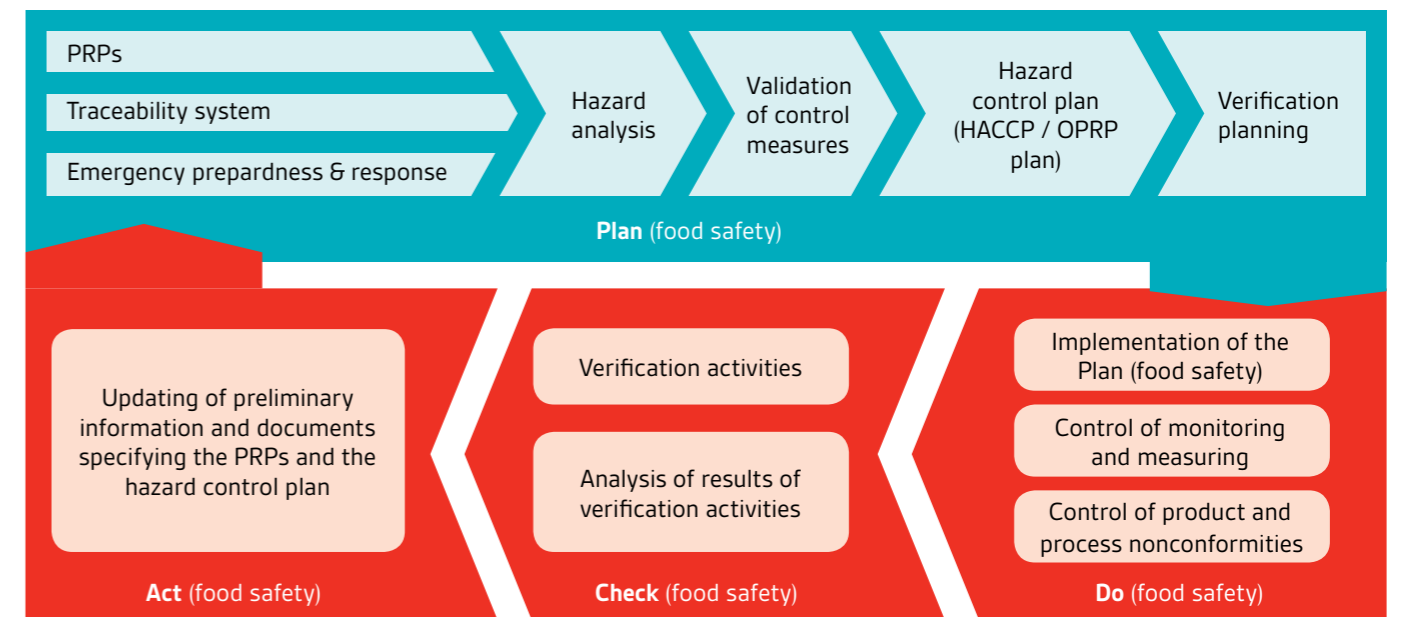 PRPs
Traceability system
Emergency prepardness & response
Hazard
analysis
Validation
of control
measures
Hazard
control plan
(HACCP / OPRP
plan)
Verification
planning
Plan (food safety)
Updating of preliminary
information and documents
specifying the PRPs and the
hazard control plan
Act (food safety)
Verification activities
Analysis of results of
verification activities
Check (food safety)
Implementation of the
Plan (food safety)
Control of monitoring
and measuring
Control of product and
process nonconformities
Do (food safety)